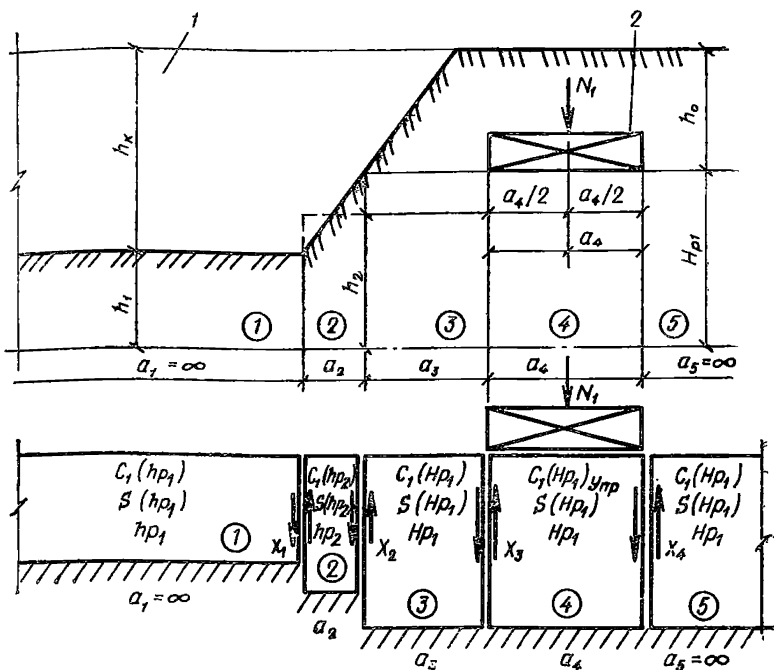 1
2
N₁
hк
h₀
a₄/2 a₄/2
a₄
Hp1
h₂
h₁
① ② ③ ④ ⑤
a₁=∞ a₂ a₃ a₄ a₅=∞
N₁
C₁(hp₁) C₁(hp₂) C₁(Hp₁) C₁(Hp₁)упр C₁(Hp₁)
S(hp₁) S(hp₂) S(Hp₁) S(Hp₁) S(Hp₁)
hp₁ hp₂ Hp₁ Hp₁ Hp₁
X₁ X₂ X₃ X₄
① ② ③ ④ ⑤
a₁=∞ a₂ a₃ a₄ a₅=∞